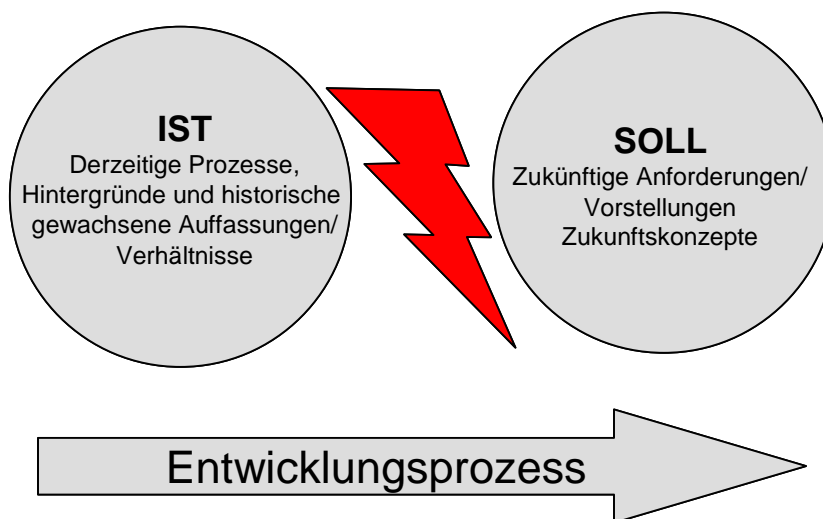 IST
Derzeitige Prozesse,
Hintergründe und historische
gewachsene Auffassungen/
Verhältnisse
SOLL
Zukünftige Anforderungen/
Vorstellungen
Zukunftskonzepte
Entwicklungsprozess